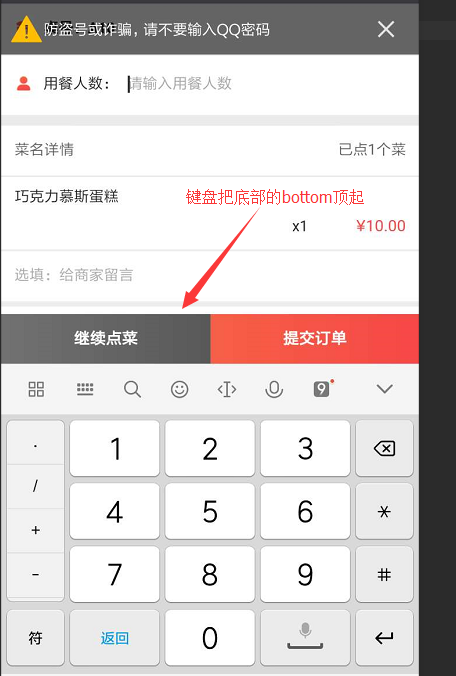 防盗号或诈骗，请不要输入QQ密码
用餐人数：请输入用餐人数
菜名详情 已点1个菜
巧克力慕斯蛋糕
键盘把底部的bottom顶起
x1 ¥10.00
选填：给商家留言
继续点菜 提交订单
9
. 1 2 3
/ 4 5 6 *
+
- 7 8 9 #
符 返回 0